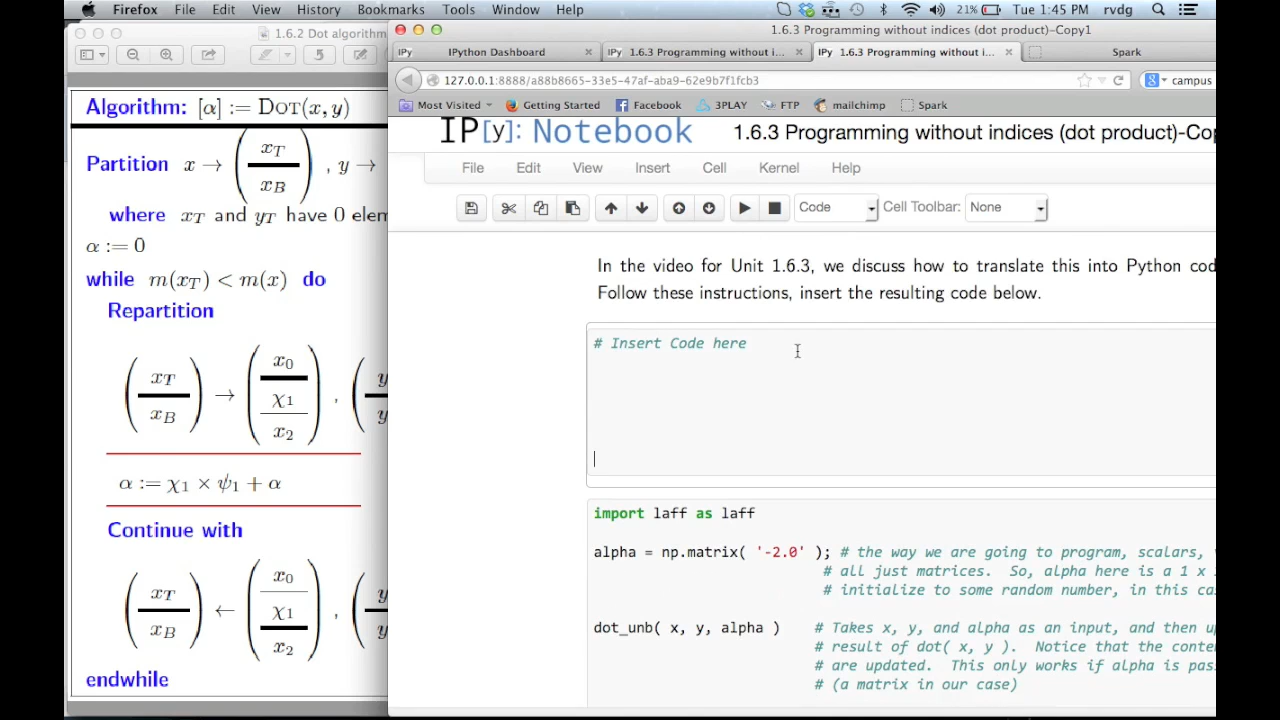 Firefox File Edit View History Bookmarks Tools Window Help 21% Tue 1:45 PM rvdg
1.6.2 Dot algorithm
Algorithm: [α] := DOT(x, y)
Partition x → ( xT / xB ) , y →
where xT and yT have 0 elem
α := 0
while m(xT) < m(x) do
Repartition
( xT / xB ) → ( x0 / χ1 / x2 ) , ( y / y
α := χ1 × ψ1 + α
Continue with
( xT / xB ) ← ( x0 / χ1 / x2 ) , ( y / y
endwhile
1.6.3 Programming without indices (dot product)-Copy1
IPy IPython Dashboard IPy 1.6.3 Programming without i... IPy 1.6.3 Programming without i... Spark
127.0.0.1:8888/a88b8665-33e5-47af-aba9-62e9b7f1fcb3 campus
Most Visited Getting Started Facebook 3PLAY FTP mailchimp Spark
IP[y]: Notebook 1.6.3 Programming without indices (dot product)-Cop
File Edit View Insert Cell Kernel Help
Code Cell Toolbar: None
In the video for Unit 1.6.3, we discuss how to translate this into Python cod
Follow these instructions, insert the resulting code below.
# Insert Code here
import laff as laff
alpha = np.matrix( '-2.0' ); # the way we are going to program, scalars,
# all just matrices. So, alpha here is a 1 x
# initialize to some random number, in this ca
dot_unb( x, y, alpha ) # Takes x, y, and alpha as an input, and then u
# result of dot( x, y ). Notice that the conte
# are updated. This only works if alpha is pas
# (a matrix in our case)